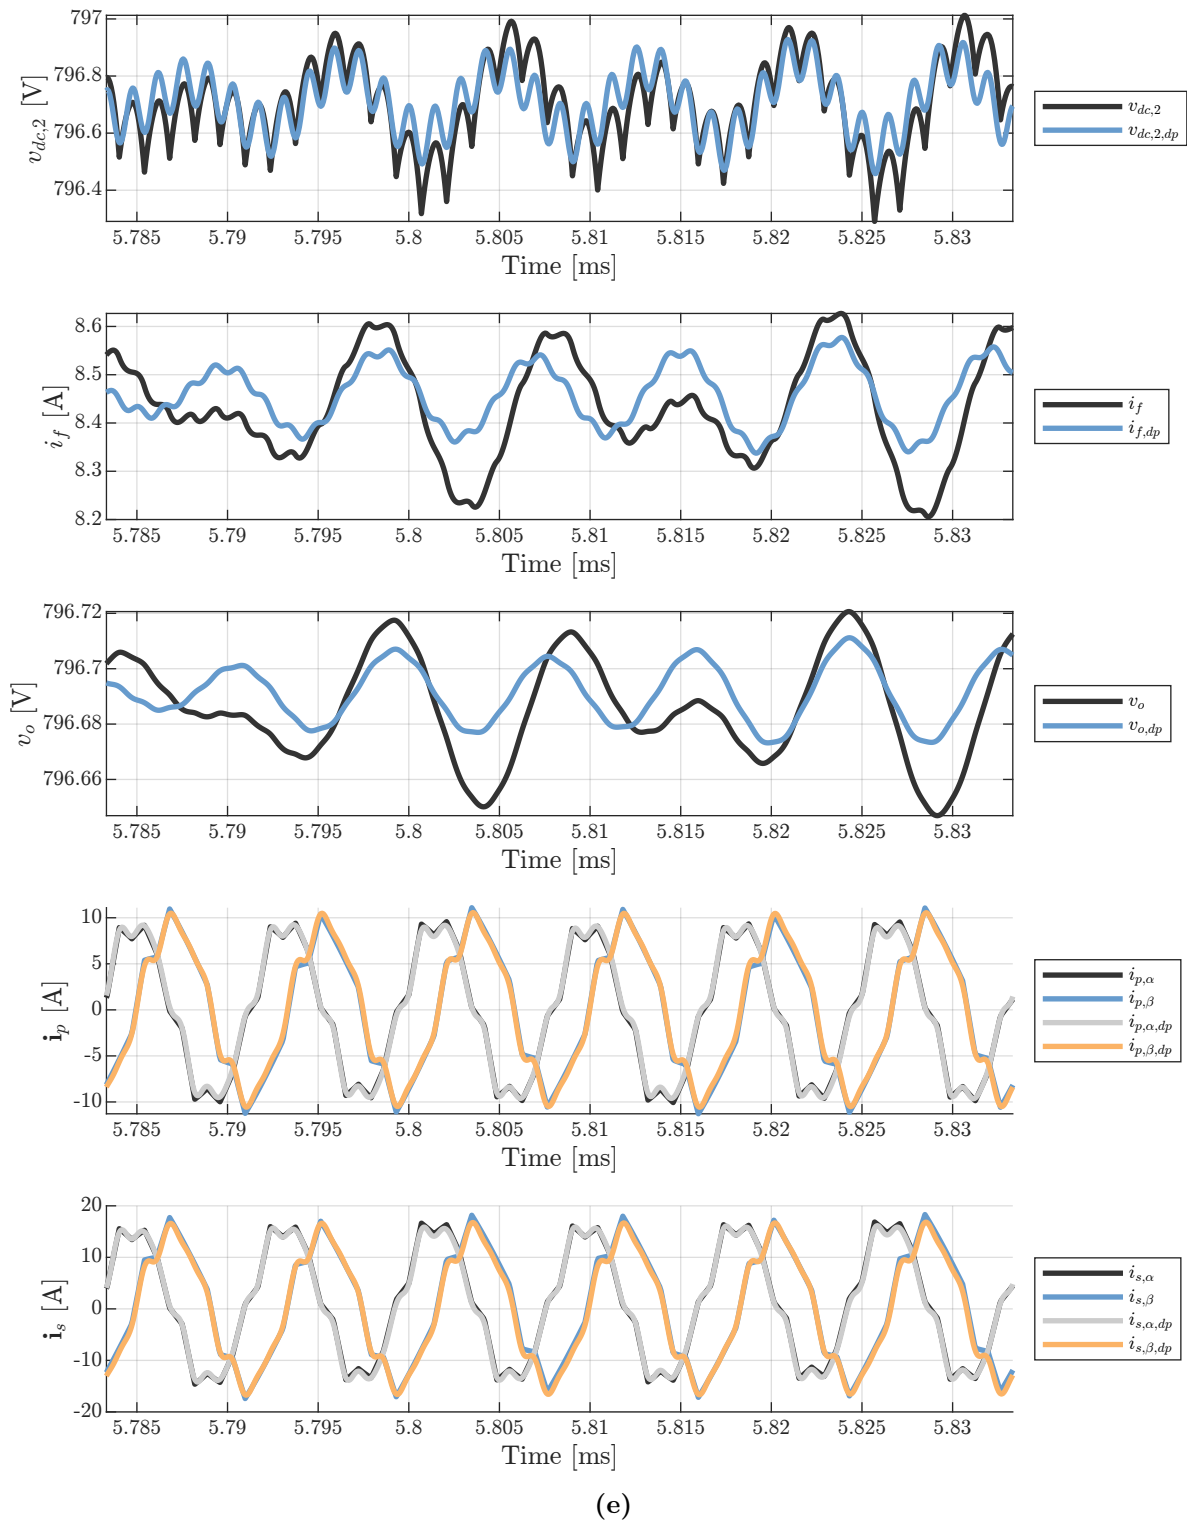 797
796.8
796.6
796.4
v_{dc,2} [V]
5.785 5.79 5.795 5.8 5.805 5.81 5.815 5.82 5.825 5.83
Time [ms]
v_{dc,2}
v_{dc,2,dp}
8.6
8.5
8.4
8.3
8.2
i_f [A]
5.785 5.79 5.795 5.8 5.805 5.81 5.815 5.82 5.825 5.83
Time [ms]
i_f
i_{f,dp}
796.72
796.7
796.68
796.66
v_o [V]
5.785 5.79 5.795 5.8 5.805 5.81 5.815 5.82 5.825 5.83
Time [ms]
v_o
v_{o,dp}
10
5
0
-5
-10
i_p [A]
5.785 5.79 5.795 5.8 5.805 5.81 5.815 5.82 5.825 5.83
Time [ms]
i_{p,α}
i_{p,β}
i_{p,α,dp}
i_{p,β,dp}
20
10
0
-10
-20
i_s [A]
5.785 5.79 5.795 5.8 5.805 5.81 5.815 5.82 5.825 5.83
Time [ms]
i_{s,α}
i_{s,β}
i_{s,α,dp}
i_{s,β,dp}
(e)